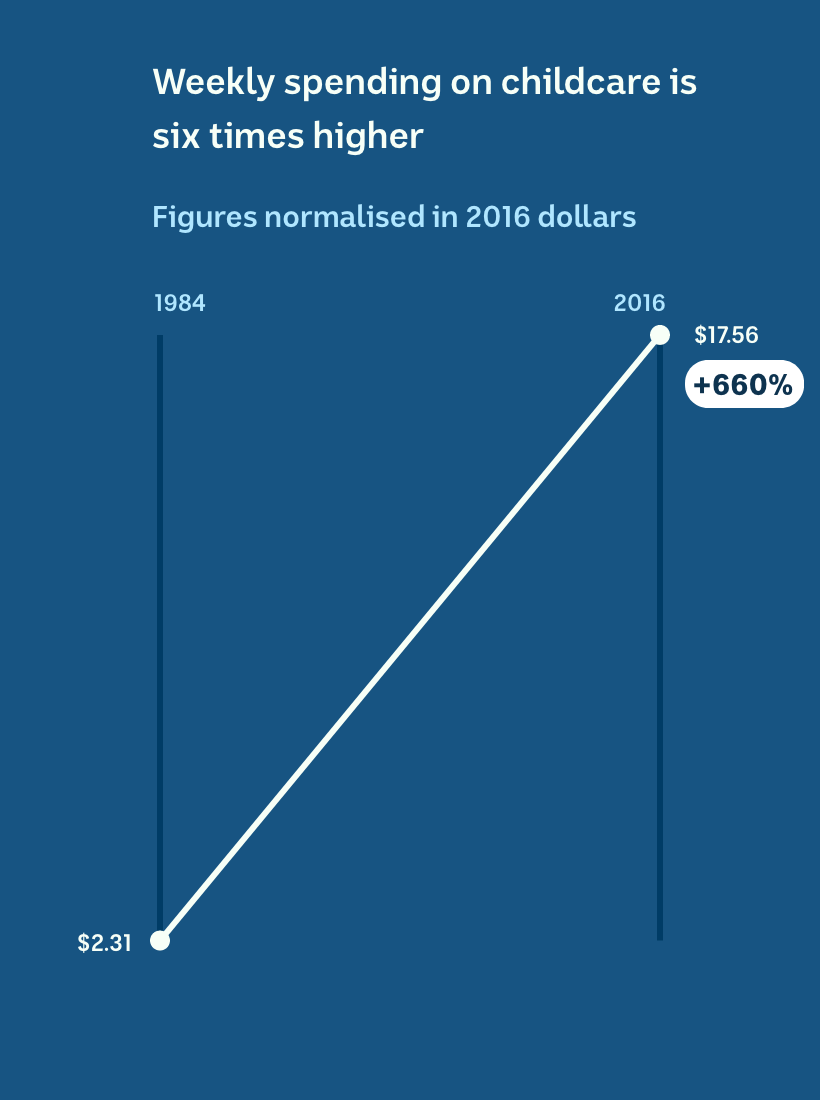 Weekly spending on childcare is
six times higher
Figures normalised in 2016 dollars
1984
2016
$17.56
+660%
$2.31